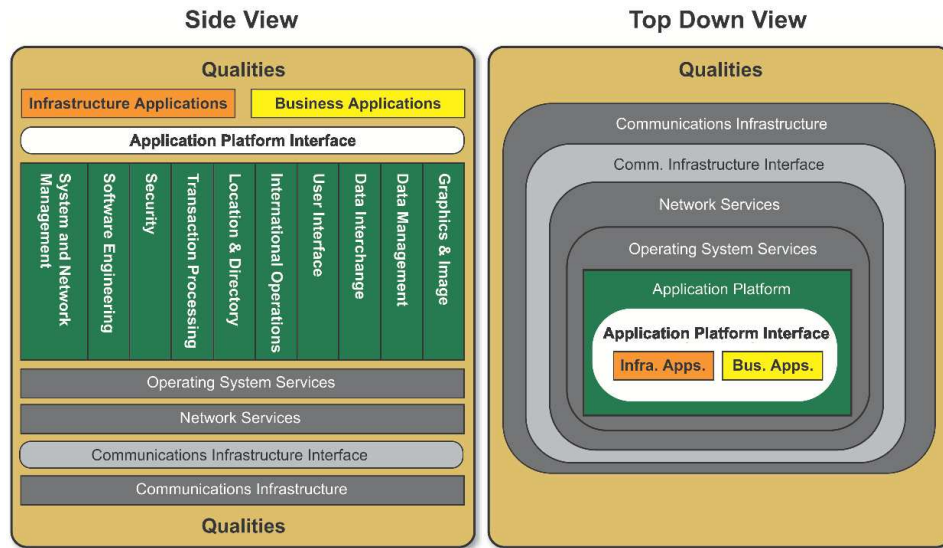 Side View
Qualities
Infrastructure Applications
Business Applications
Application Platform Interface
System and Network
Management
Software Engineering
Security
Transaction Processing
Location & Directory
International Operations
User Interface
Data Interchange
Data Management
Graphics & Image
Operating System Services
Network Services
Communications Infrastructure Interface
Communications Infrastructure
Qualities
Top Down View
Qualities
Communications Infrastructure
Comm. Infrastructure Interface
Network Services
Operating System Services
Application Platform
Application Platform Interface
Infra. Apps.
Bus. Apps.